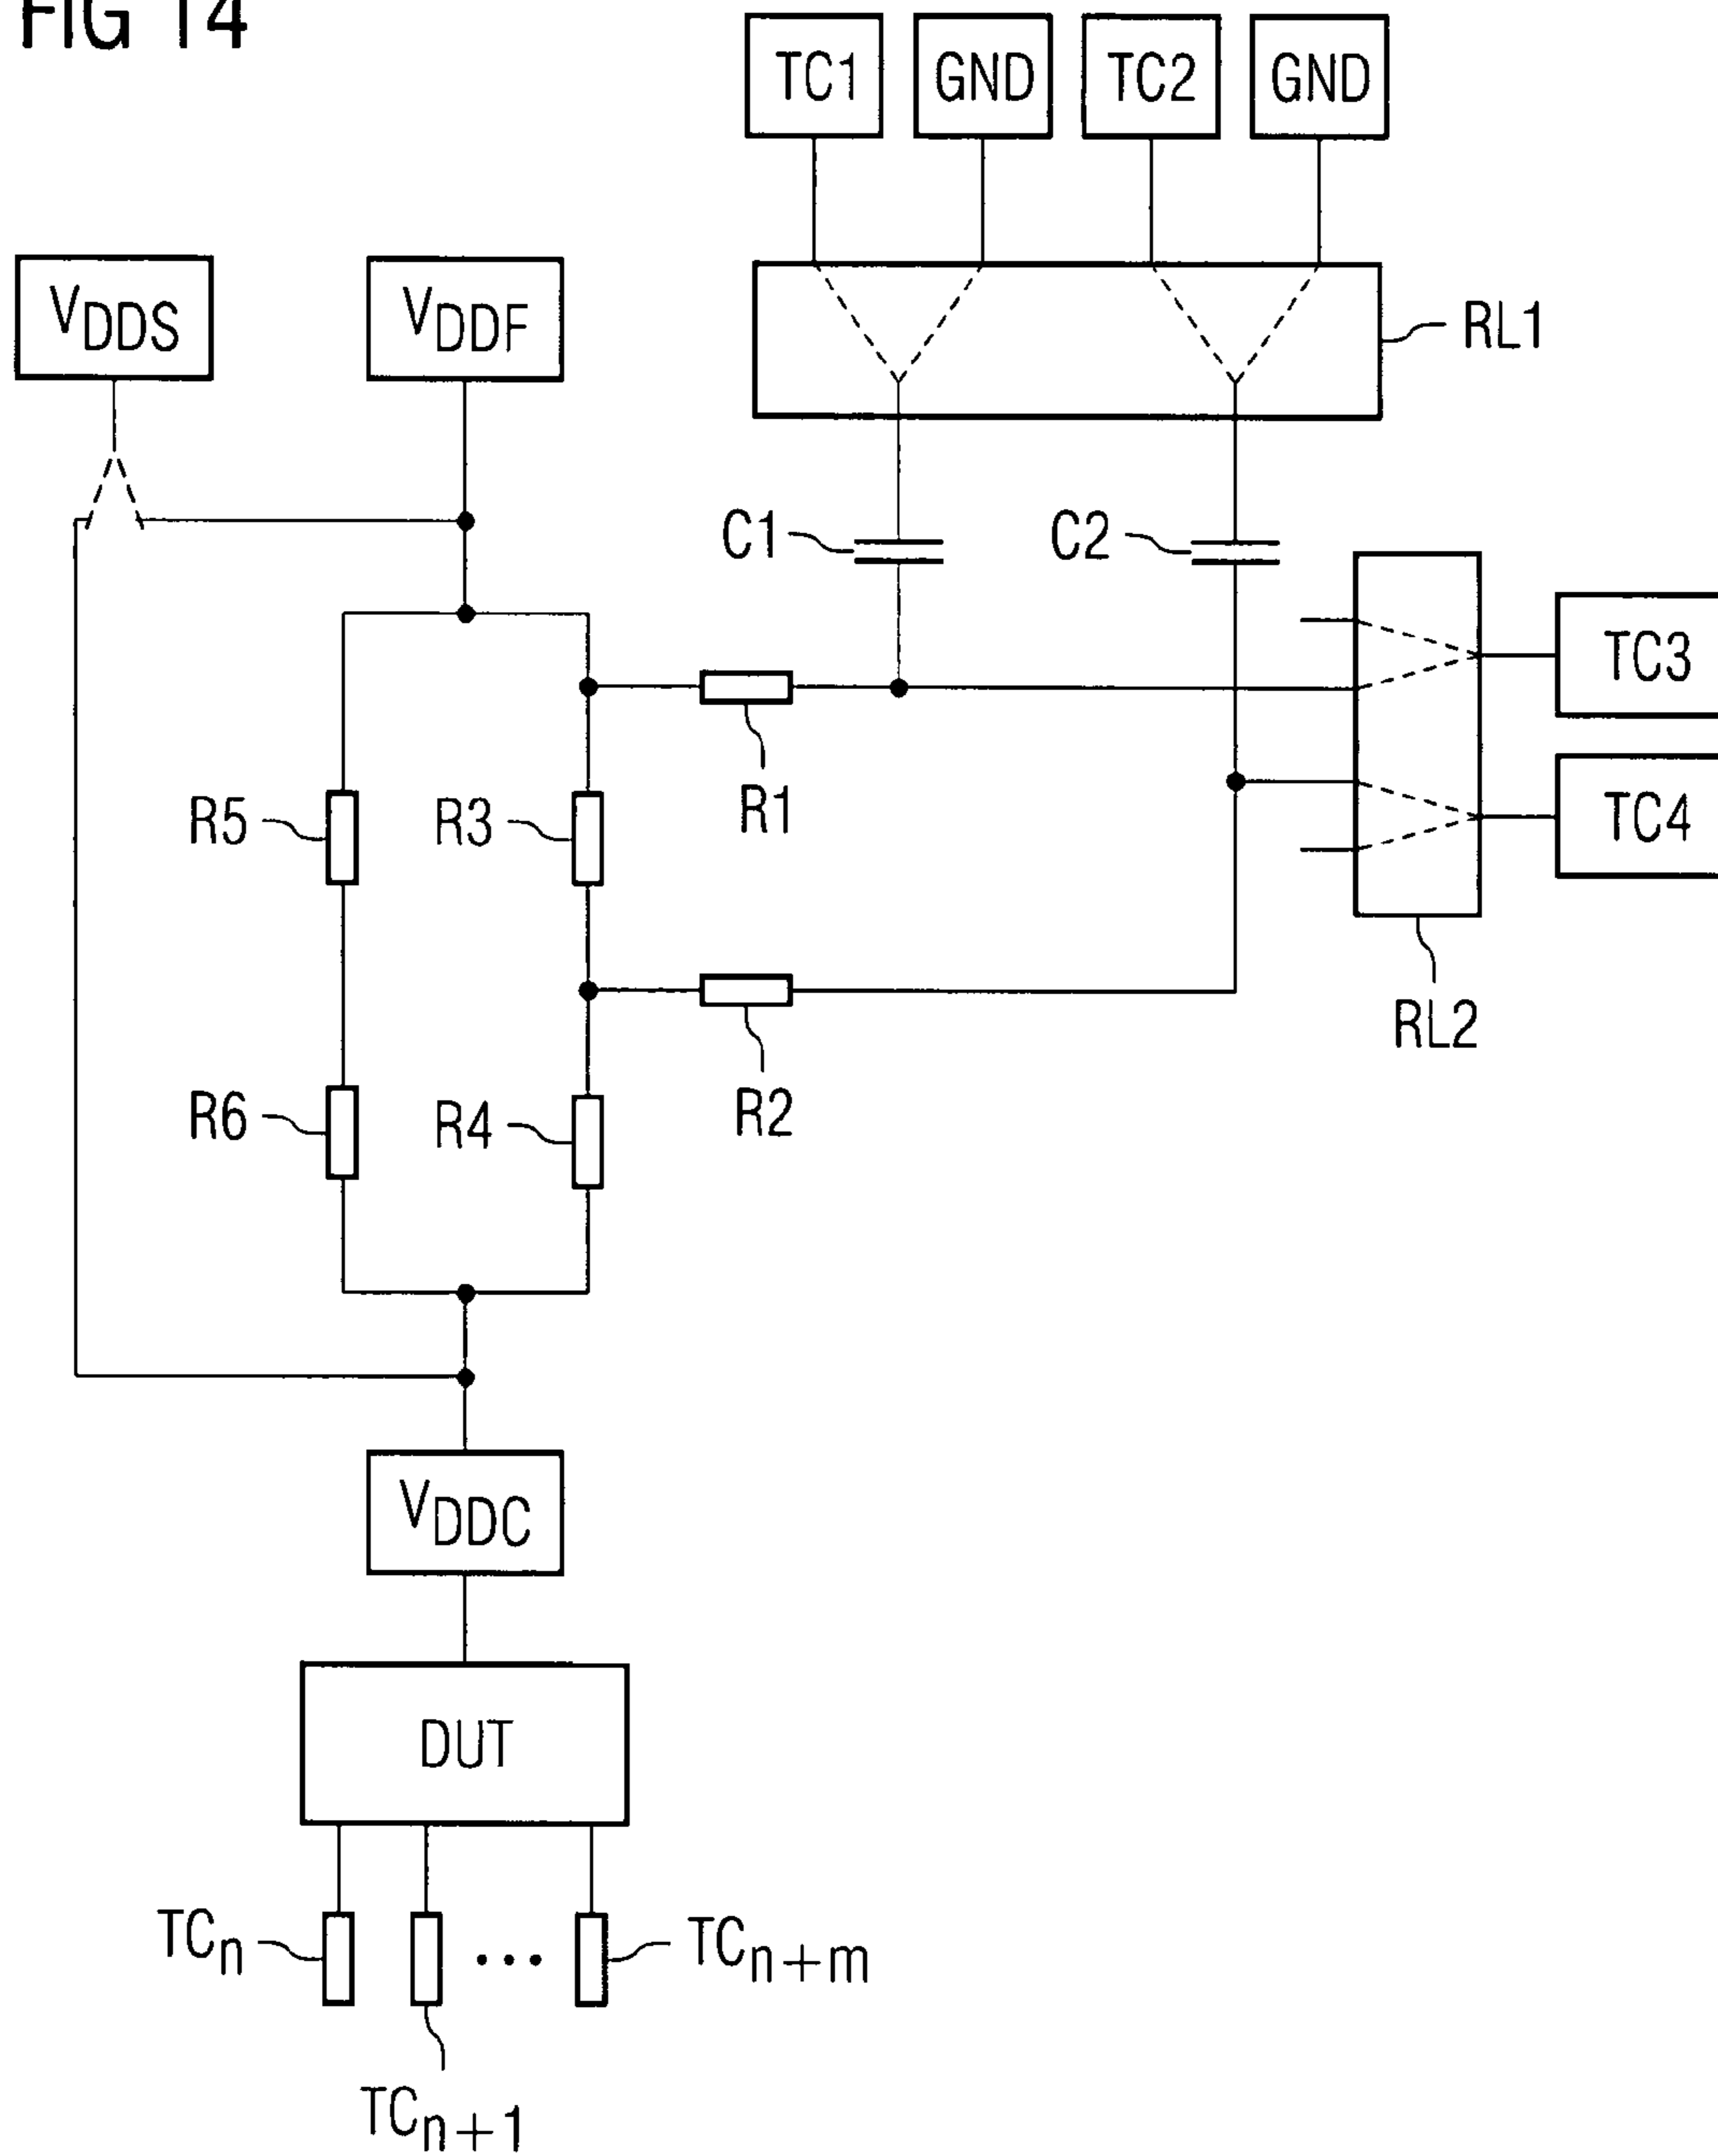 FIG 14
TC1 GND TC2 GND
VDDS VDDF
RL1
C1 C2
TC3
R5 R3 R1 TC4
RL2
R6 R4 R2
VDDC
DUT
TCn TCn+m
TCn+1